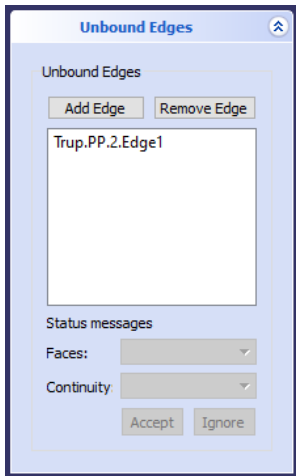 Unbound Edges
Unbound Edges
Add Edge Remove Edge
Trup.PP.2.Edge1
Status messages
Faces:
Continuity:
Accept Ignore